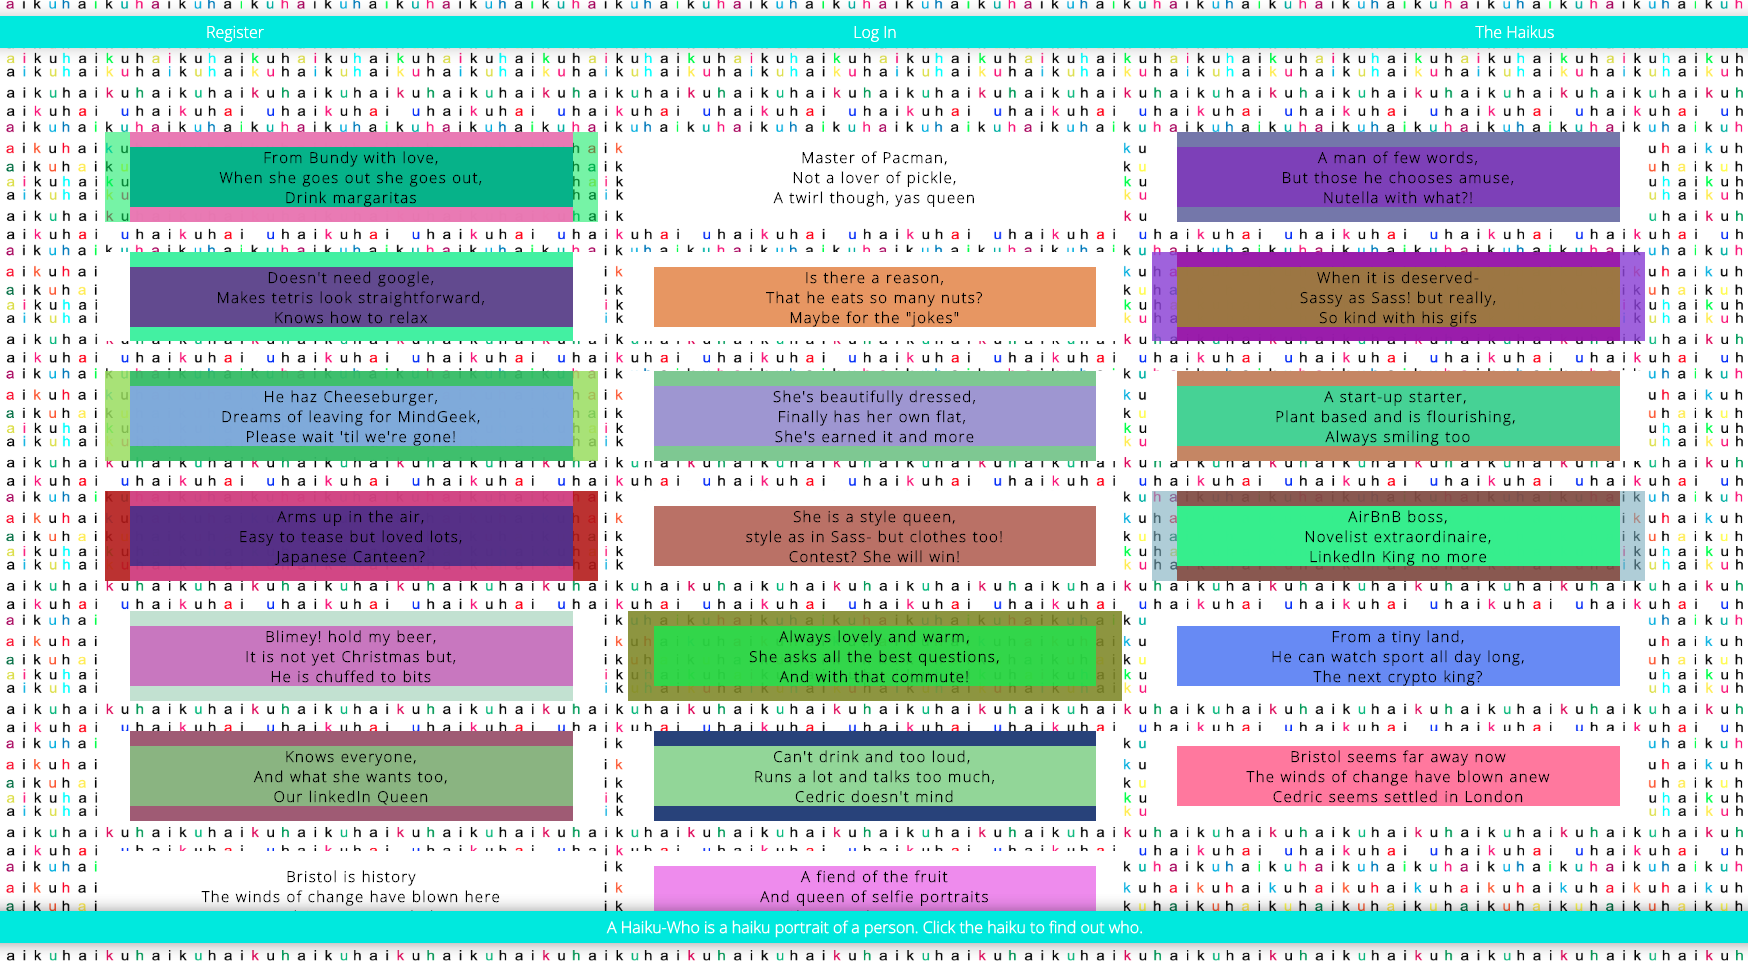 Register
Log In
The Haikus
From Bundy with love,
When she goes out she goes out,
Drink margaritas
Master of Pacman,
Not a lover of pickle,
A twirl though, yas queen
A man of few words,
But those he chooses amuse,
Nutella with what?!
Doesn't need google,
Makes tetris look straightforward,
Knows how to relax
Is there a reason,
That he eats so many nuts?
Maybe for the "jokes"
When it is deserved-
Sassy as Sass! but really,
So kind with his gifs
He haz Cheeseburger,
Dreams of leaving for MindGeek,
Please wait 'til we're gone!
She's beautifully dressed,
Finally has her own flat,
She's earned it and more
A start-up starter,
Plant based and is flourishing,
Always smiling too
Arms up in the air,
Easy to tease but loved lots,
Japanese Canteen?
She is a style queen,
style as in Sass- but clothes too!
Contest? She will win!
AirBnB boss,
Novelist extraordinaire,
LinkedIn King no more
Blimey! hold my beer,
It is not yet Christmas but,
He is chuffed to bits
Always lovely and warm,
She asks all the best questions,
And with that commute!
From a tiny land,
He can watch sport all day long,
The next crypto king?
Knows everyone,
And what she wants too,
Our linkedIn Queen
Can't drink and too loud,
Runs a lot and talks too much,
Cedric doesn't mind
Bristol seems far away now
The winds of change have blown anew
Cedric seems settled in London
Bristol is history
The winds of change have blown here
A fiend of the fruit
And queen of selfie portraits
A Haiku-Who is a haiku portrait of a person. Click the haiku to find out who.